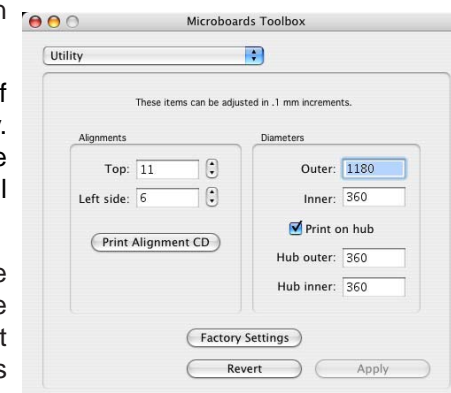 Microboards Toolbox
Utility
These items can be adjusted in .1 mm increments.
Alignments
Top: 11
Left side: 6
Print Alignment CD
Diameters
Outer: 1180
Inner: 360
Print on hub
Hub outer: 360
Hub inner: 360
Factory Settings
Revert
Apply